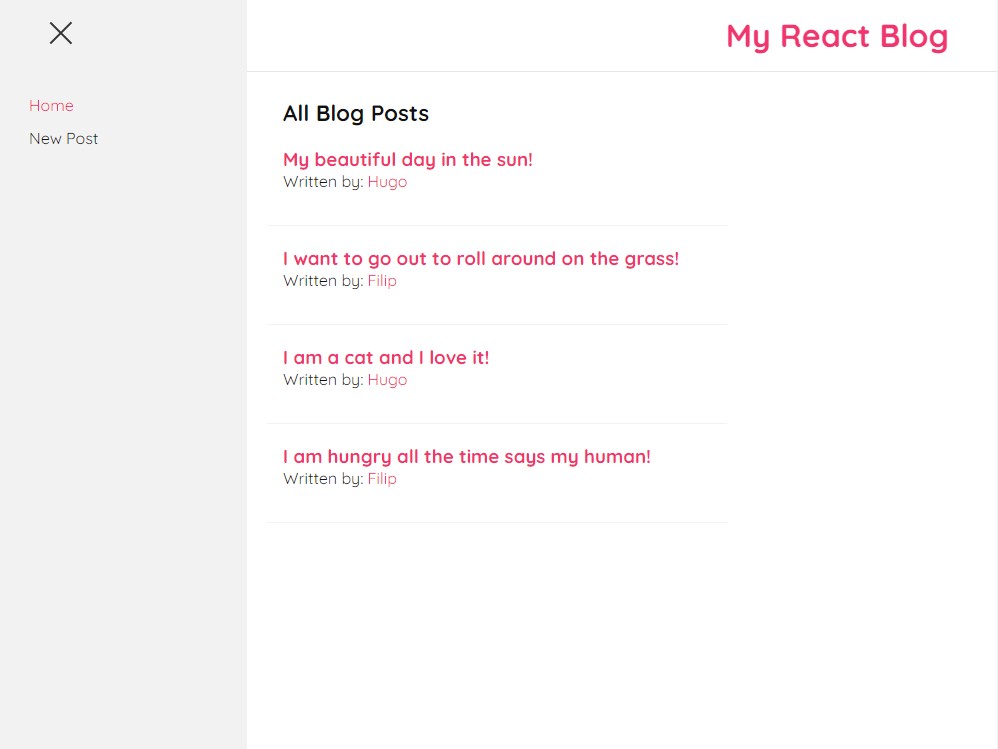 My React Blog
Home
New Post
All Blog Posts
My beautiful day in the sun!
Written by: Hugo
I want to go out to roll around on the grass!
Written by: Filip
I am a cat and I love it!
Written by: Hugo
I am hungry all the time says my human!
Written by: Filip